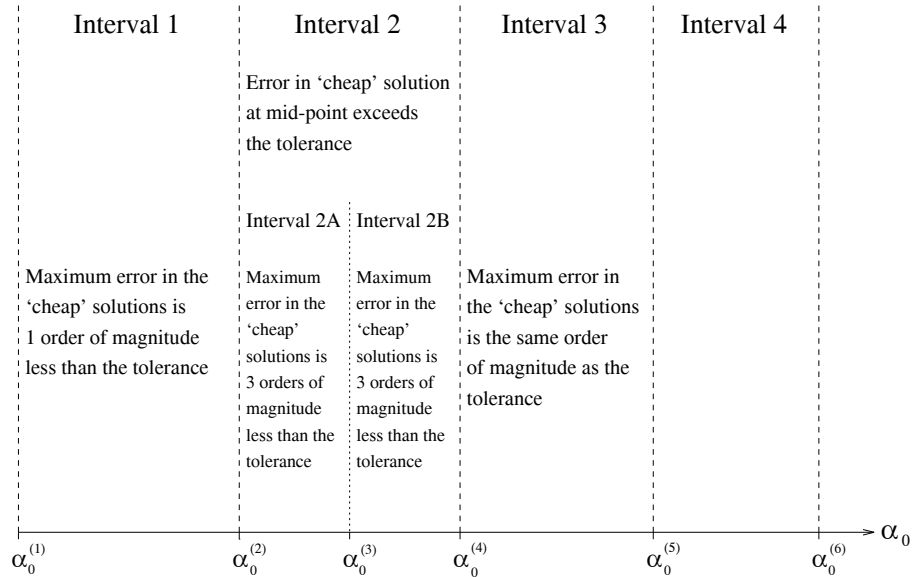 Interval 1
Interval 2
Interval 3
Interval 4
Error in ‘cheap’ solution
at mid-point exceeds
the tolerance
Interval 2A
Interval 2B
Maximum error in the
‘cheap’ solutions is
1 order of magnitude
less than the tolerance
Maximum
error in the
‘cheap’
solutions is
3 orders of
magnitude
less than the
tolerance
Maximum
error in the
‘cheap’
solutions is
3 orders of
magnitude
less than the
tolerance
Maximum error in
the ‘cheap’ solutions
is the same order
of magnitude as the
tolerance
α₀
α₀⁽¹⁾
α₀⁽²⁾
α₀⁽³⁾
α₀⁽⁴⁾
α₀⁽⁵⁾
α₀⁽⁶⁾